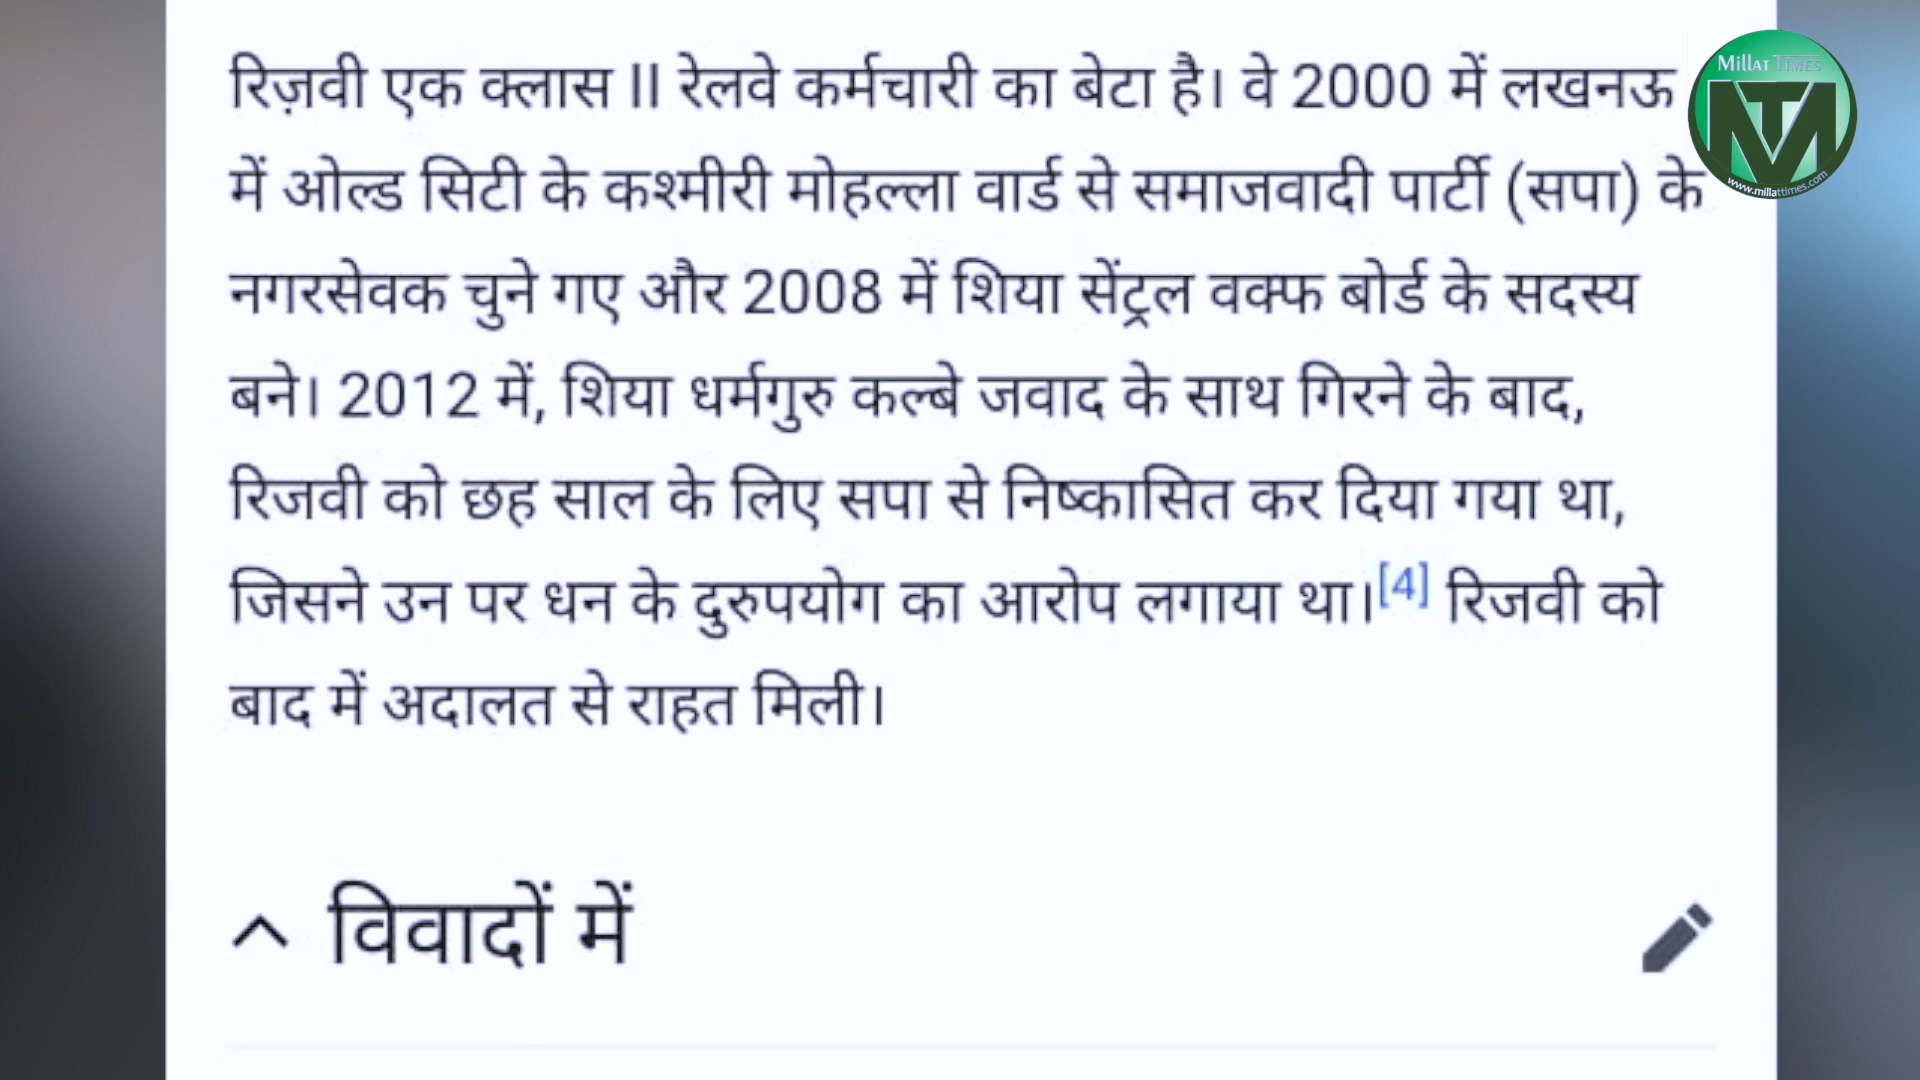 रिज़वी एक क्लास II रेलवे कर्मचारी का बेटा है। वे 2000 में लखनऊ
में ओल्ड सिटी के कश्मीरी मोहल्ला वार्ड से समाजवादी पार्टी (सपा) के
नगरसेवक चुने गए और 2008 में शिया सेंट्रल वक्फ बोर्ड के सदस्य
बने। 2012 में, शिया धर्मगुरु कल्बे जवाद के साथ गिरने के बाद,
रिजवी को छह साल के लिए सपा से निष्कासित कर दिया गया था,
जिसने उन पर धन के दुरुपयोग का आरोप लगाया था।[4] रिजवी को
बाद में अदालत से राहत मिली।
विवादों में
Millat Times
MT
www.millattimes.com